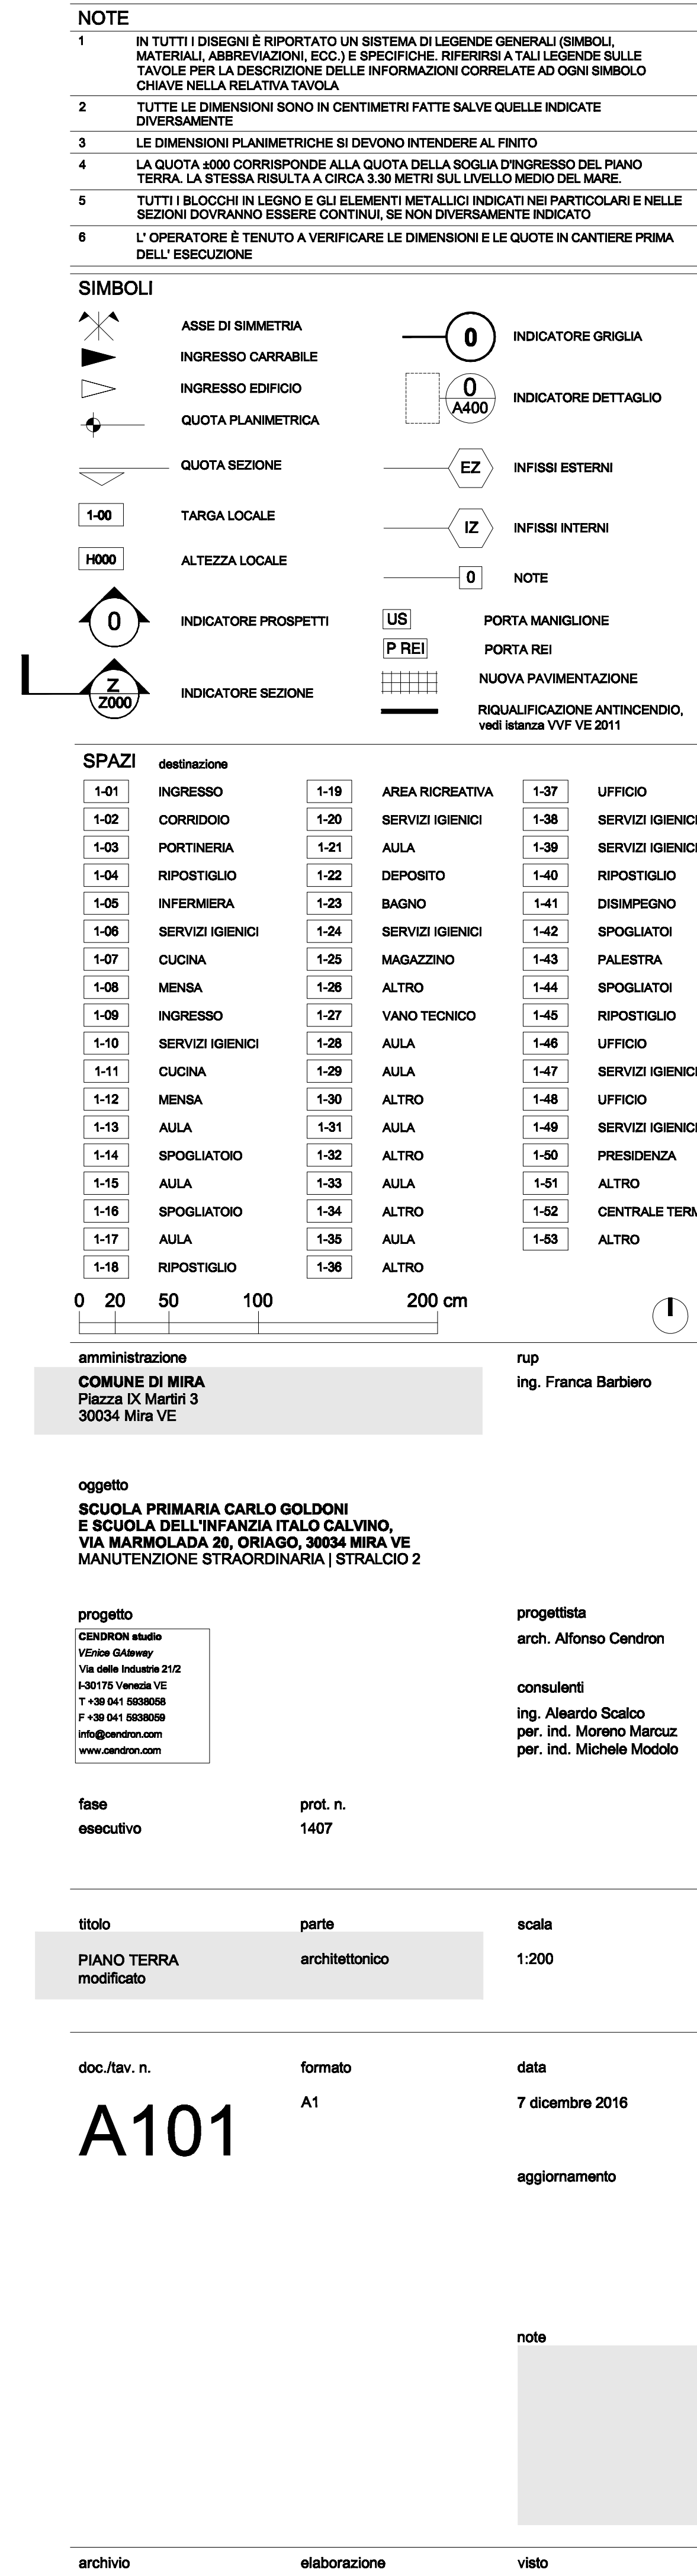 NOTE
1 IN TUTTI I DISEGNI È RIPORTATO UN SISTEMA DI LEGENDE GENERALI (SIMBOLI,
MATERIALI, ABBREVIAZIONI, ECC.) E SPECIFICHE. RIFERIRSI A TALI LEGENDE SULLE
TAVOLE PER LA DESCRIZIONE DELLE INFORMAZIONI CORRELATE AD OGNI SIMBOLO
CHIAVE NELLA RELATIVA TAVOLA
2 TUTTE LE DIMENSIONI SONO IN CENTIMETRI FATTE SALVE QUELLE INDICATE
DIVERSAMENTE
3 LE DIMENSIONI PLANIMETRICHE SI DEVONO INTENDERE AL FINITO
4 LA QUOTA ±000 CORRISPONDE ALLA QUOTA DELLA SOGLIA D'INGRESSO DEL PIANO
TERRA. LA STESSA RISULTA A CIRCA 3.30 METRI SUL LIVELLO MEDIO DEL MARE.
5 TUTTI I BLOCCHI IN LEGNO E GLI ELEMENTI METALLICI INDICATI NEI PARTICOLARI E NELLE
SEZIONI DOVRANNO ESSERE CONTINUI, SE NON DIVERSAMENTE INDICATO
6 L' OPERATORE È TENUTO A VERIFICARE LE DIMENSIONI E LE QUOTE IN CANTIERE PRIMA
DELL' ESECUZIONE
SIMBOLI
ASSE DI SIMMETRIA
INGRESSO CARRABILE
INGRESSO EDIFICIO
QUOTA PLANIMETRICA
QUOTA SEZIONE
1-00 TARGA LOCALE
H000 ALTEZZA LOCALE
0 INDICATORE PROSPETTI
Z
Z000 INDICATORE SEZIONE
0 INDICATORE GRIGLIA
0
A400 INDICATORE DETTAGLIO
EZ INFISSI ESTERNI
IZ INFISSI INTERNI
0 NOTE
US PORTA MANIGLIONE
P REI PORTA REI
NUOVA PAVIMENTAZIONE
RIQUALIFICAZIONE ANTINCENDIO,
vedi istanza VVF VE 2011
SPAZI destinazione
1-01 INGRESSO 1-19 AREA RICREATIVA 1-37 UFFICIO
1-02 CORRIDOIO 1-20 SERVIZI IGIENICI 1-38 SERVIZI IGIENICI
1-03 PORTINERIA 1-21 AULA 1-39 SERVIZI IGIENICI
1-04 RIPOSTIGLIO 1-22 DEPOSITO 1-40 RIPOSTIGLIO
1-05 INFERMIERA 1-23 BAGNO 1-41 DISIMPEGNO
1-06 SERVIZI IGIENICI 1-24 SERVIZI IGIENICI 1-42 SPOGLIATOI
1-07 CUCINA 1-25 MAGAZZINO 1-43 PALESTRA
1-08 MENSA 1-26 ALTRO 1-44 SPOGLIATOI
1-09 INGRESSO 1-27 VANO TECNICO 1-45 RIPOSTIGLIO
1-10 SERVIZI IGIENICI 1-28 AULA 1-46 UFFICIO
1-11 CUCINA 1-29 AULA 1-47 SERVIZI IGIENICI
1-12 MENSA 1-30 ALTRO 1-48 UFFICIO
1-13 AULA 1-31 AULA 1-49 SERVIZI IGIENICI
1-14 SPOGLIATOIO 1-32 ALTRO 1-50 PRESIDENZA
1-15 AULA 1-33 AULA 1-51 ALTRO
1-16 SPOGLIATOIO 1-34 ALTRO 1-52 CENTRALE TERM
1-17 AULA 1-35 AULA 1-53 ALTRO
1-18 RIPOSTIGLIO 1-36 ALTRO
0 20 50 100 200 cm
amministrazione rup
COMUNE DI MIRA ing. Franca Barbiero
Piazza IX Martiri 3
30034 Mira VE
oggetto
SCUOLA PRIMARIA CARLO GOLDONI
E SCUOLA DELL'INFANZIA ITALO CALVINO,
VIA MARMOLADA 20, ORIAGO, 30034 MIRA VE
MANUTENZIONE STRAORDINARIA | STRALCIO 2
progetto
CENDRON studio
VEnice GAteway
Via delle Industrie 21/2
I-30175 Venezia VE
T +39 041 5938058
F +39 041 5938059
info@cendron.com
www.cendron.com
progettista
arch. Alfonso Cendron
consulenti
ing. Aleardo Scalco
per. ind. Moreno Marcuz
per. ind. Michele Modolo
fase prot. n.
esecutivo 1407
titolo parte scala
PIANO TERRA architettonico 1:200
modificato
doc./tav. n. formato data
A101 A1 7 dicembre 2016
aggiornamento
note
archivio elaborazione visto